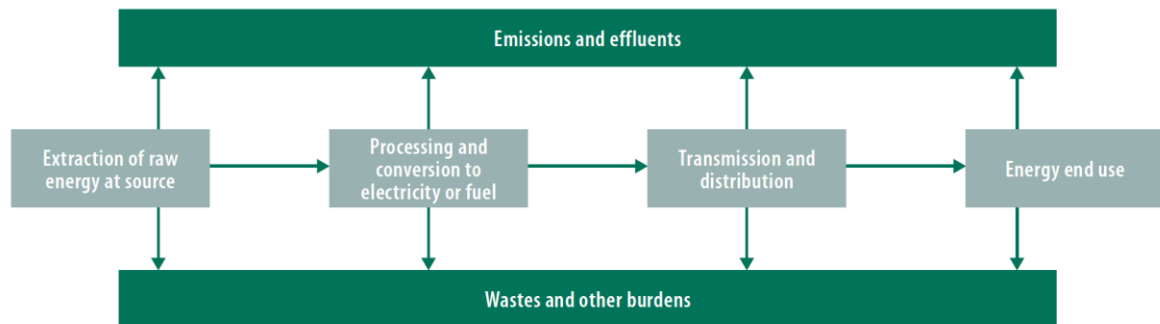 Emissions and effluents
Extraction of raw
energy at source
Processing and
conversion to
electricity or fuel
Transmission and
distribution
Energy end use
Wastes and other burdens